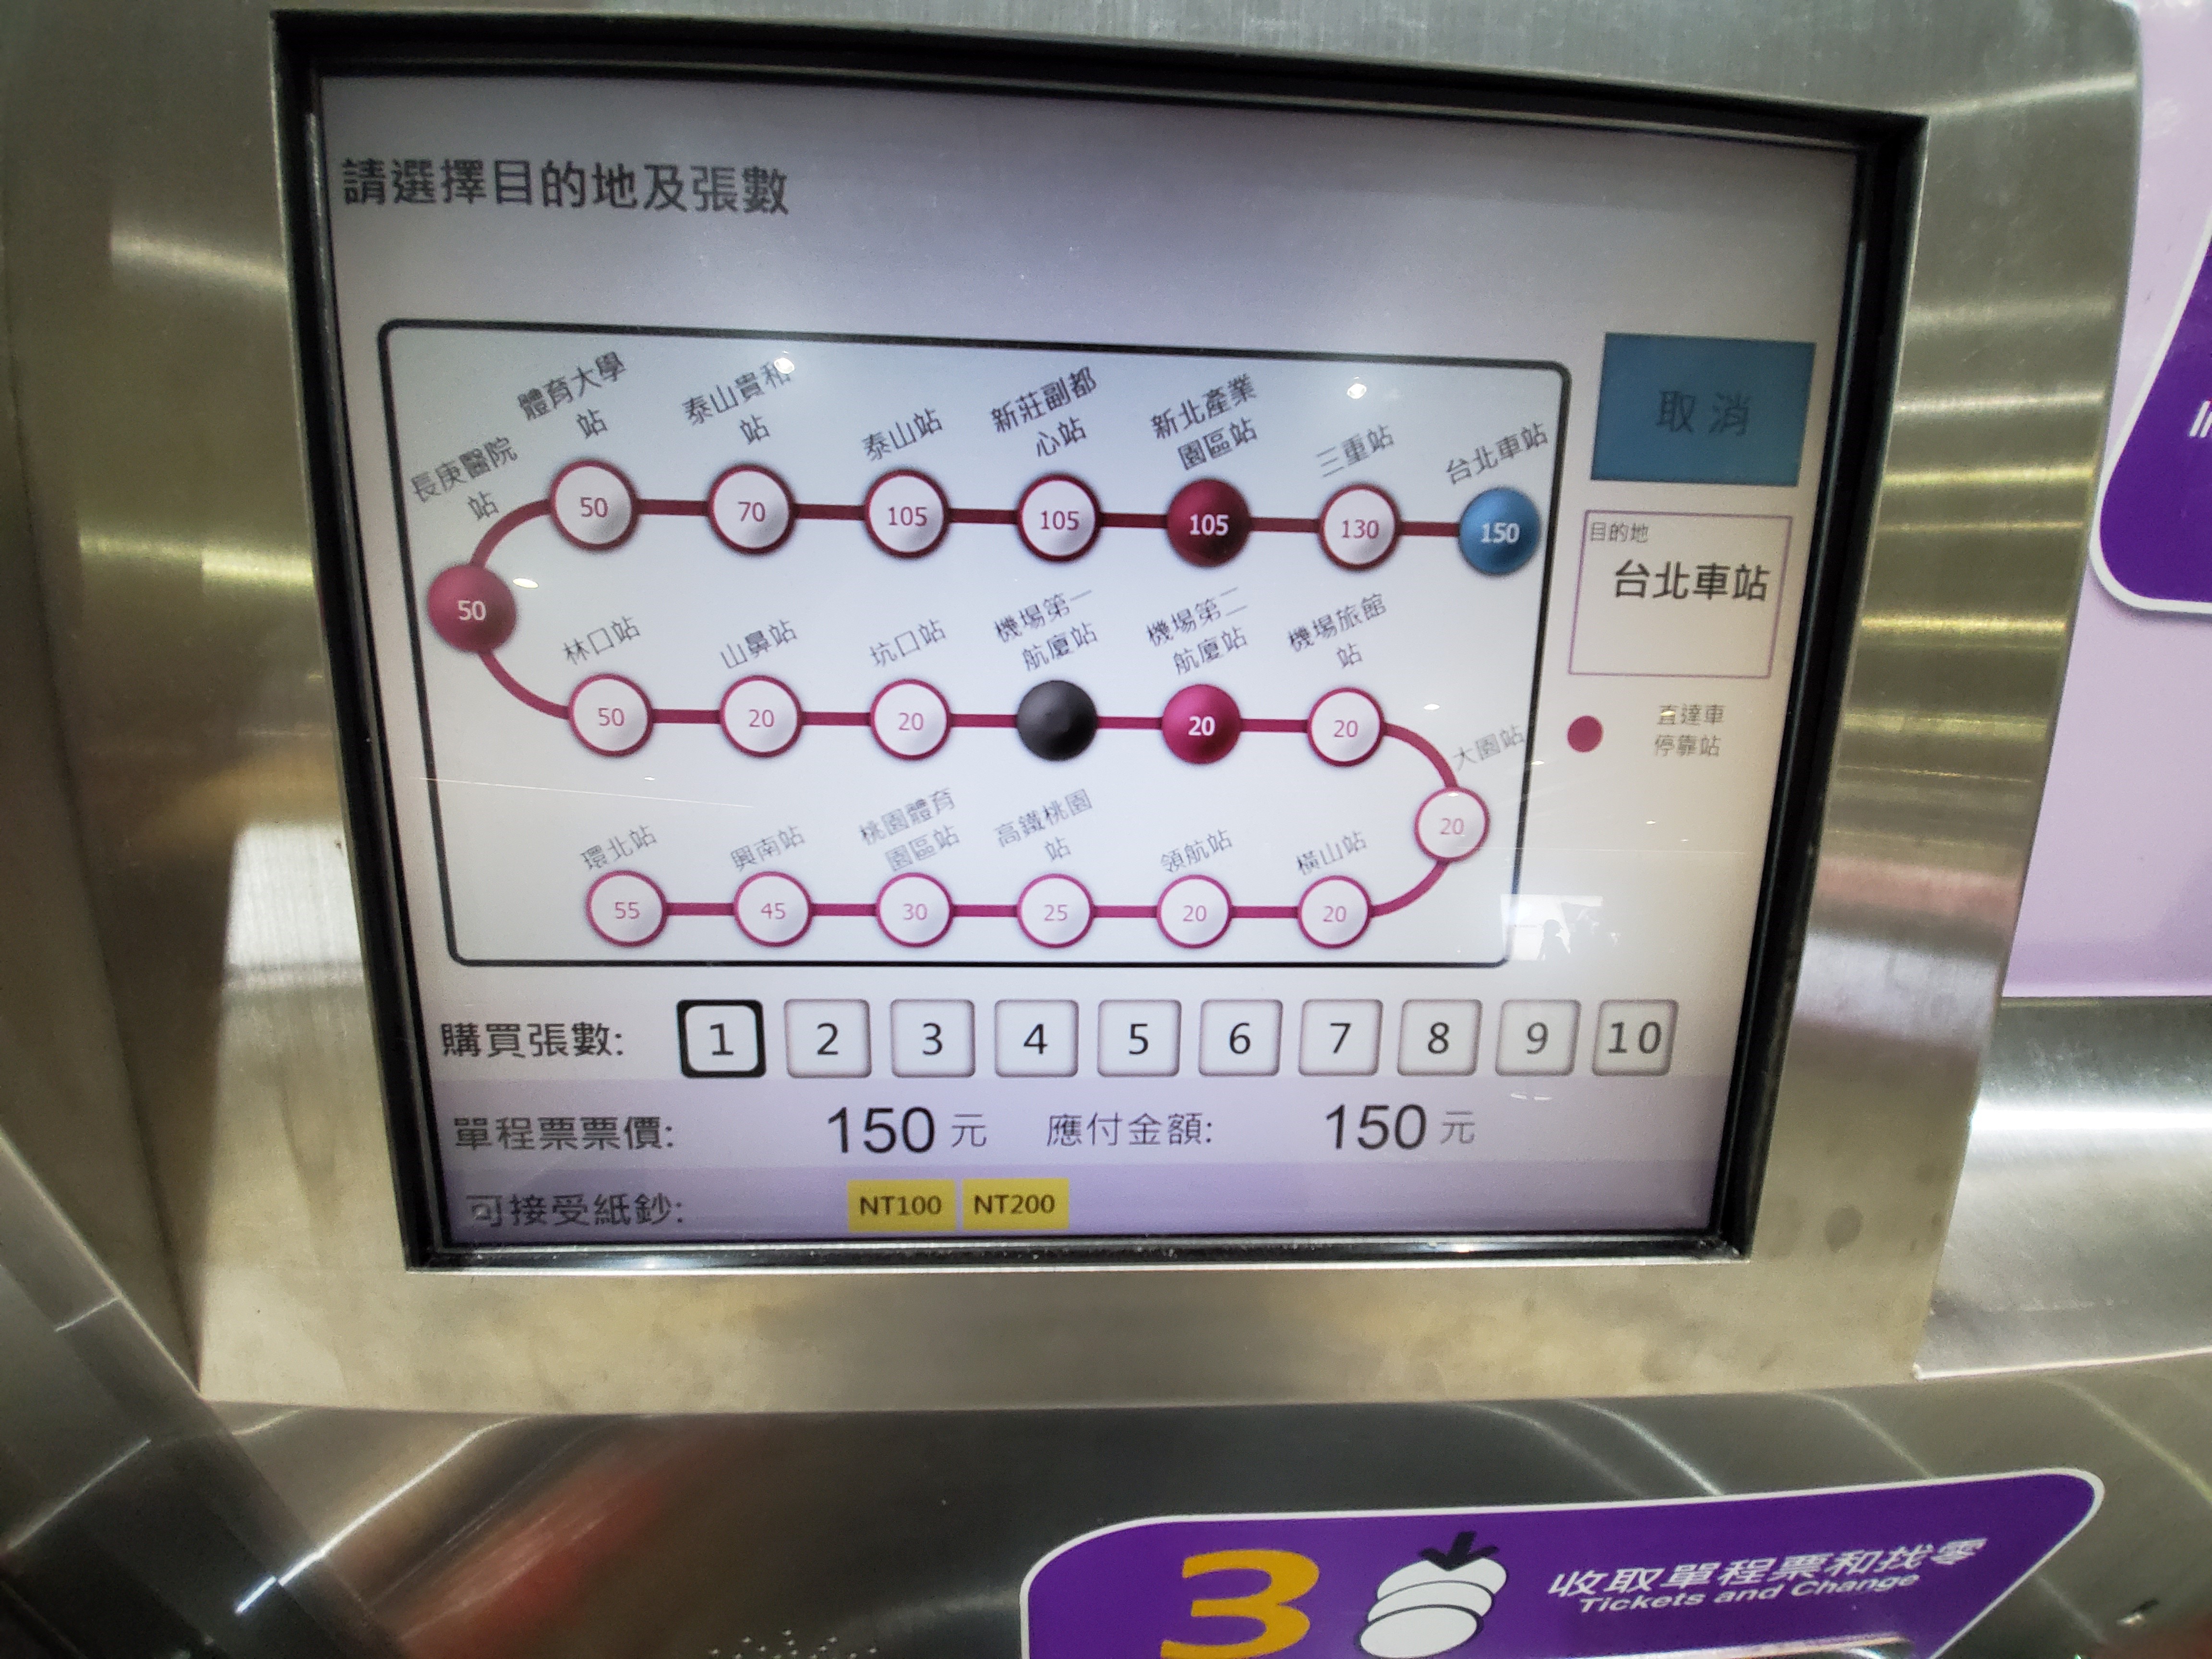 請選擇目的地及張數
體育大學
站
泰山貴和
站
泰山站
新莊副都
心站
新北產業
園區站
三重站
台北車站
長庚醫院
站
50
70
105
105
105
130
150
50
林口站
山鼻站
坑口站
機場第一
航廈站
機場第二
航廈站
機場旅館
站
50
20
20
20
20
大園站
20
環北站
興南站
桃園體育
園區站
高鐵桃園
站
領航站
橫山站
55
45
30
25
20
20
取消
目的地
台北車站
直達車
停靠站
購買張數: 1 2 3 4 5 6 7 8 9 10
單程票票價: 150 元 應付金額: 150 元
可接受紙鈔: NT100 NT200
3
收取單程票和找零
Tickets and Change